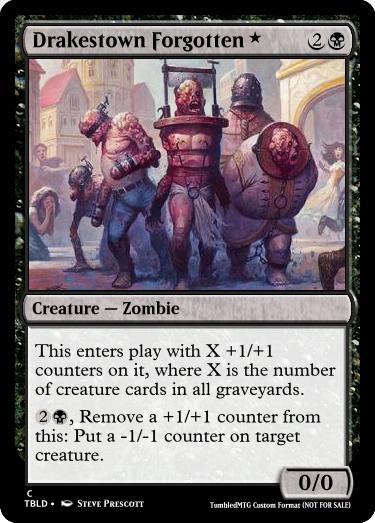 Drakestown Forgotten★ 2
Creature — Zombie
This enters play with X +1/+1
counters on it, where X is the number
of creature cards in all graveyards.
2, Remove a +1/+1 counter from
this: Put a -1/-1 counter on target
creature.
0/0
C
TBLD • Steve Prescott
TumbledMTG Custom Format (NOT FOR SALE)